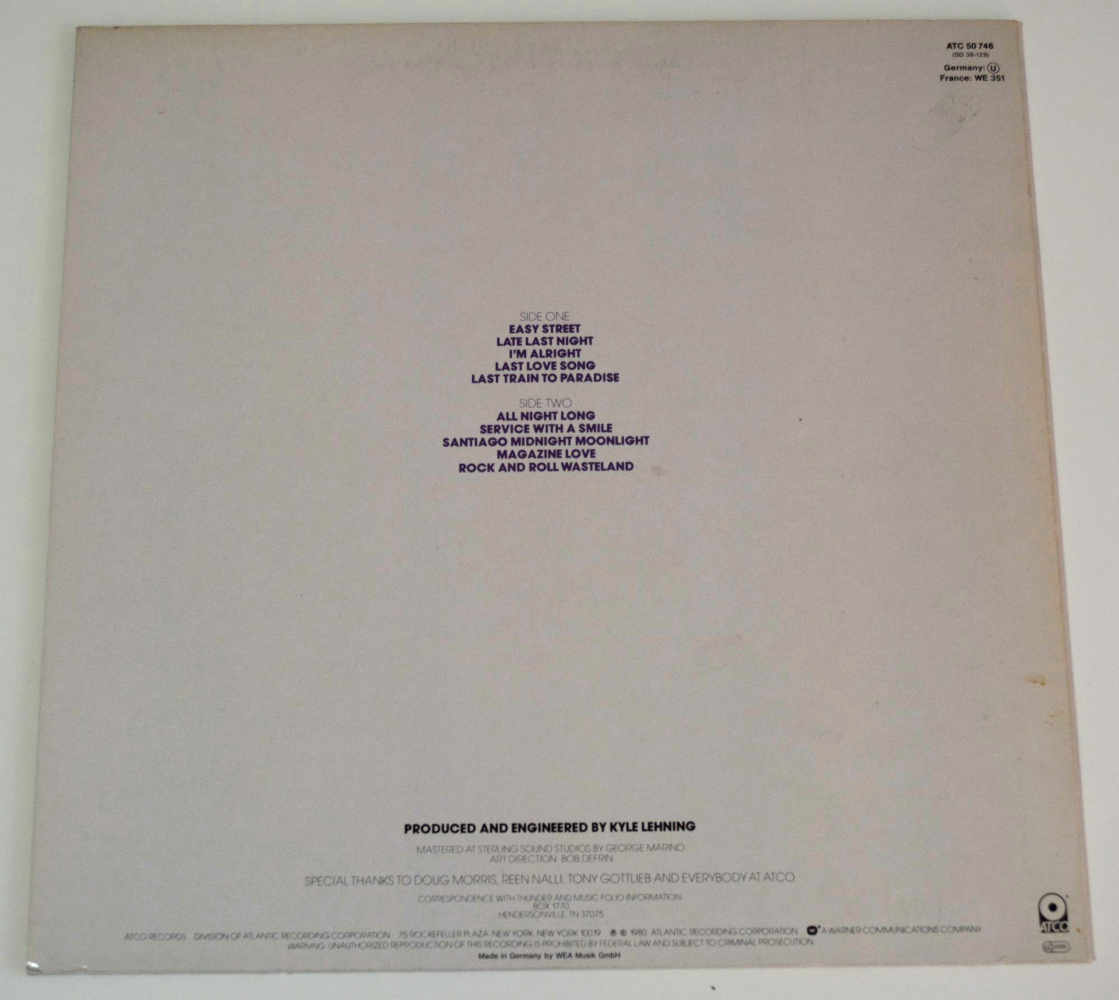 ATC 50 746
(SD 38-129)
Germany: U
France: WE 351
SIDE ONE
EASY STREET
LATE LAST NIGHT
I'M ALRIGHT
LAST LOVE SONG
LAST TRAIN TO PARADISE
SIDE TWO
ALL NIGHT LONG
SERVICE WITH A SMILE
SANTIAGO MIDNIGHT MOONLIGHT
MAGAZINE LOVE
ROCK AND ROLL WASTELAND
PRODUCED AND ENGINEERED BY KYLE LEHNING
MASTERED AT STERLING SOUND STUDIOS BY GEORGE MARINO
ART DIRECTION: BOB DEFRIN
SPECIAL THANKS TO DOUG MORRIS, REEN NALLI, TONY GOTTLIEB AND EVERYBODY AT ATCO
CORRESPONDENCE WITH THUNDER AND MUSIC FOLIO INFORMATION:
BOX 1770
HENDERSONVILLE, TN 37075
ATCO RECORDS DIVISION OF ATLANTIC RECORDING CORPORATION 75 ROCKEFELLER PLAZA, NEW YORK, NEW YORK 10019 ℗ © 1980 ATLANTIC RECORDING CORPORATION A WARNER COMMUNICATIONS COMPANY
WARNING: UNAUTHORIZED REPRODUCTION OF THIS RECORDING IS PROHIBITED BY FEDERAL LAW AND SUBJECT TO CRIMINAL PROSECUTION.
Made in Germany by WEA Musik GmbH
ATCO